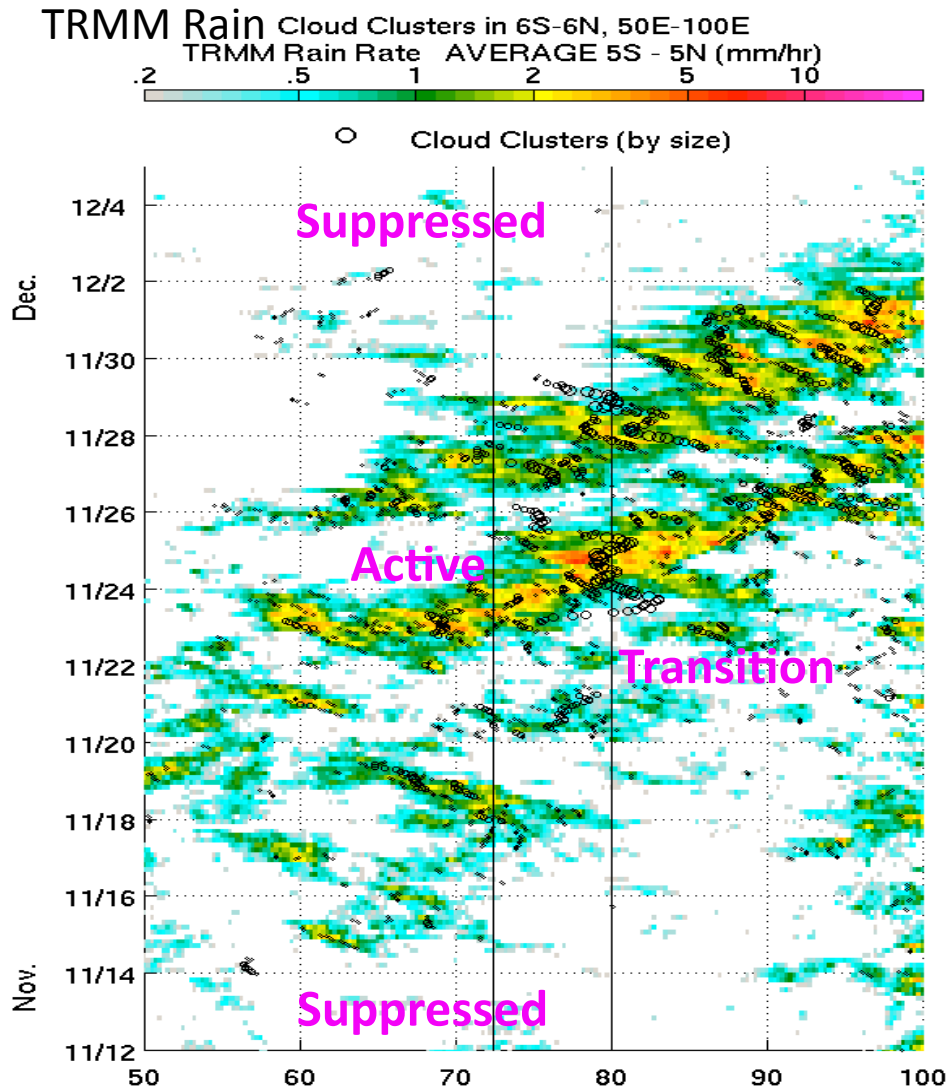 TRMM Rain Cloud Clusters in 6S-6N, 50E-100E
TRMM Rain Rate AVERAGE 5S - 5N (mm/hr)
.2 .5 1 2 5 10
Cloud Clusters (by size)
12/4
Suppressed
12/2
Dec.
11/30
11/28
11/26
Active
11/24
11/22
Transition
11/20
11/18
11/16
11/14
Nov.
Suppressed
11/12
50 60 70 80 90 100